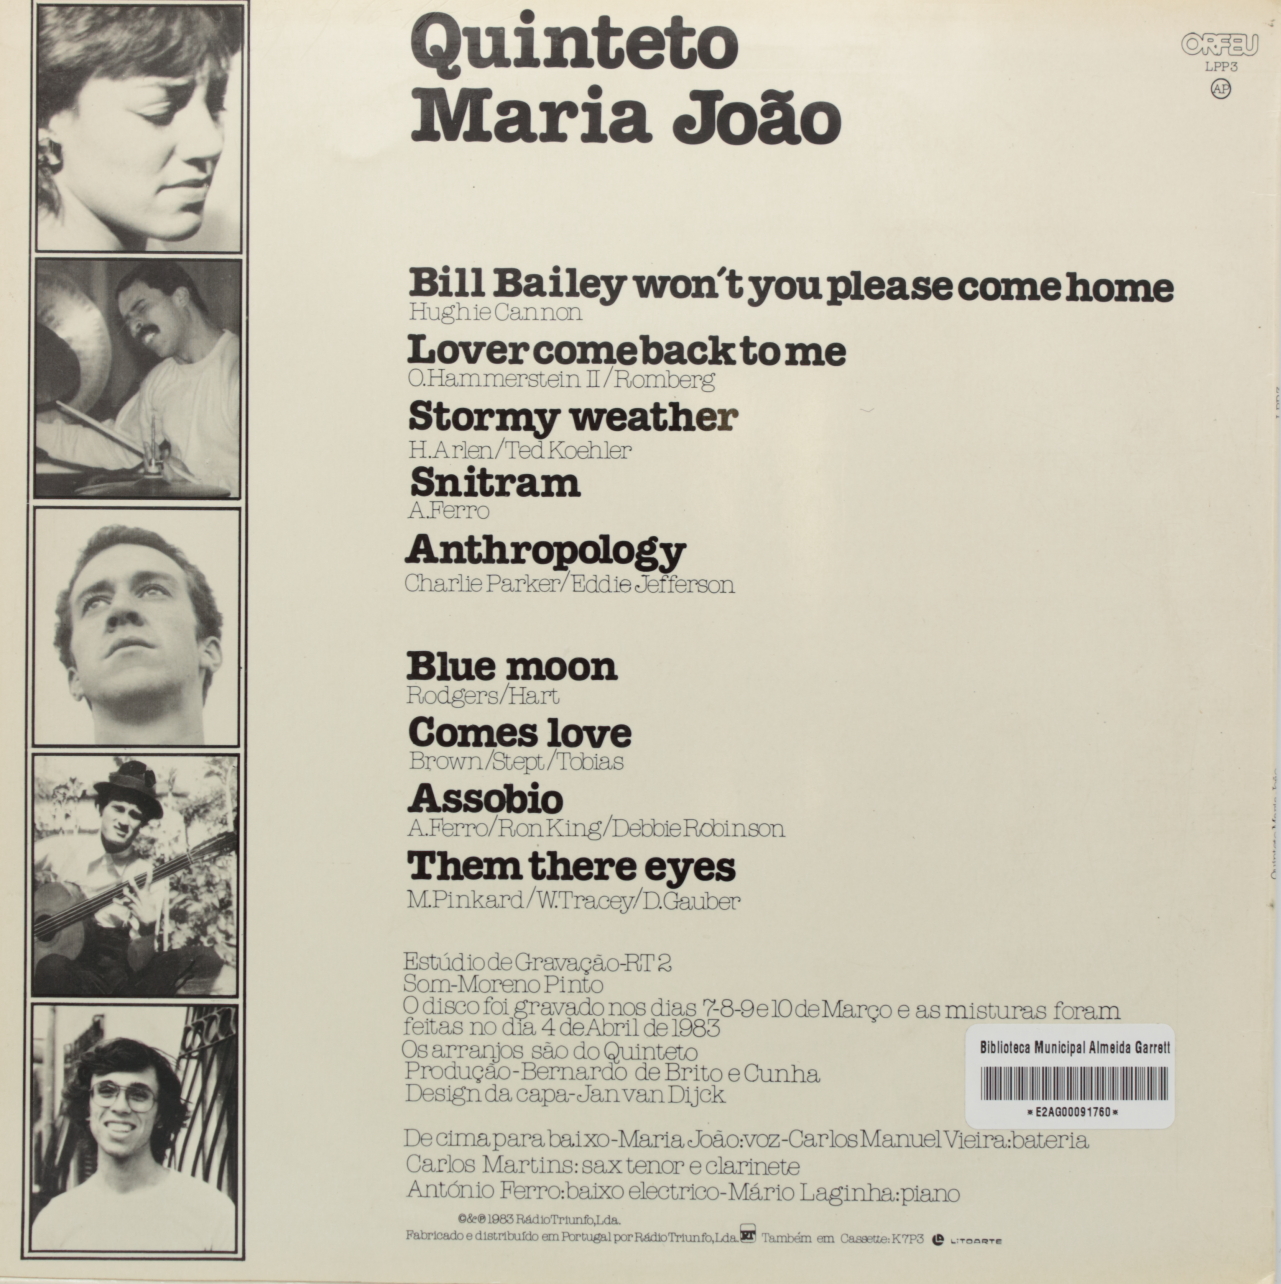 Quinteto
Maria João
ORFEU
LPP3
AP
Bill Bailey won't you please come home
Hughie Cannon
Lover come back to me
O.Hammerstein II/Romberg
Stormy weather
H.Arlen/Ted Koehler
Snitram
A.Ferro
Anthropology
Charlie Parker/Eddie Jefferson
Blue moon
Rodgers/Hart
Comes love
Brown/Stept/Tobias
Assobio
A.Ferro/Ron King/Debbie Robinson
Them there eyes
M.Pinkard/W.Tracey/D.Gauber
Estúdio de Gravação-RT2
Som-Moreno Pinto
O disco foi gravado nos dias 7-8-9 e 10 de Março e as misturas foram
feitas no dia 4 de Abril de 1983
Os arranjos são do Quinteto
Produção-Bernardo de Brito e Cunha
Design da capa-Jan van Dijck
Biblioteca Municipal Almeida Garrett
*E2AG00091760*
De cima para baixo-Maria João:voz-Carlos Manuel Vieira:bateria
Carlos Martins: sax tenor e clarinete
António Ferro:baixo electrico-Mário Laginha:piano
©&℗1983 Rádio Triunfo,Lda.
Fabricado e distribuído em Portugal por Rádio Triunfo,Lda. RT Também em Cassette:K7P3 LITOARTE